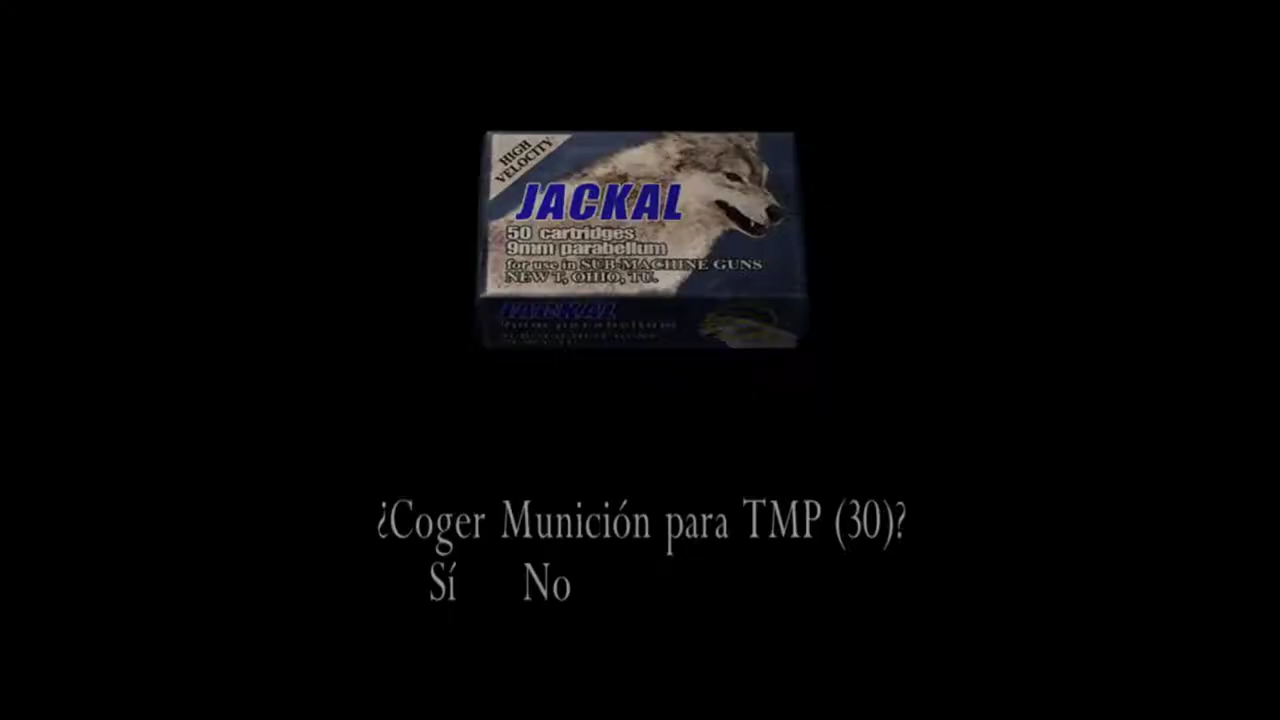 HIGH
VELOCITY
JACKAL
50 cartridges
9mm parabellum
for use in SUB-MACHINE GUNS
NEW T, OHIO, TU.
JACKAL
¿Coger Munición para TMP (30)?
Sí No